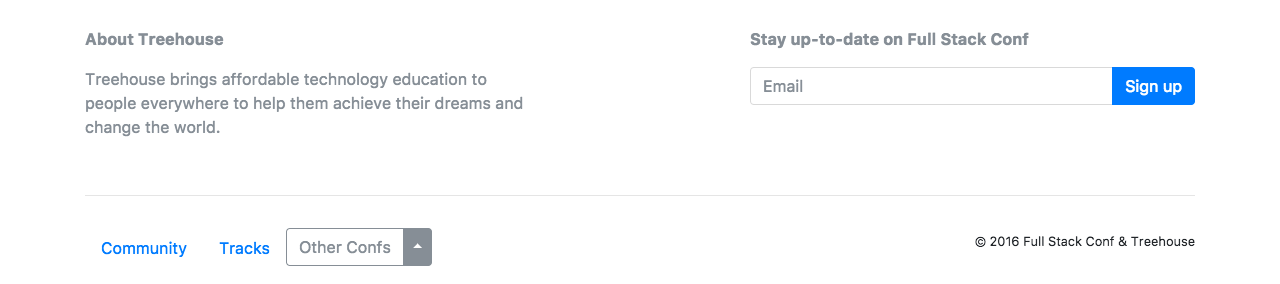 About Treehouse
Treehouse brings affordable technology education to
people everywhere to help them achieve their dreams and
change the world.
Stay up-to-date on Full Stack Conf
Email
Sign up
Community
Tracks
Other Confs
© 2016 Full Stack Conf & Treehouse